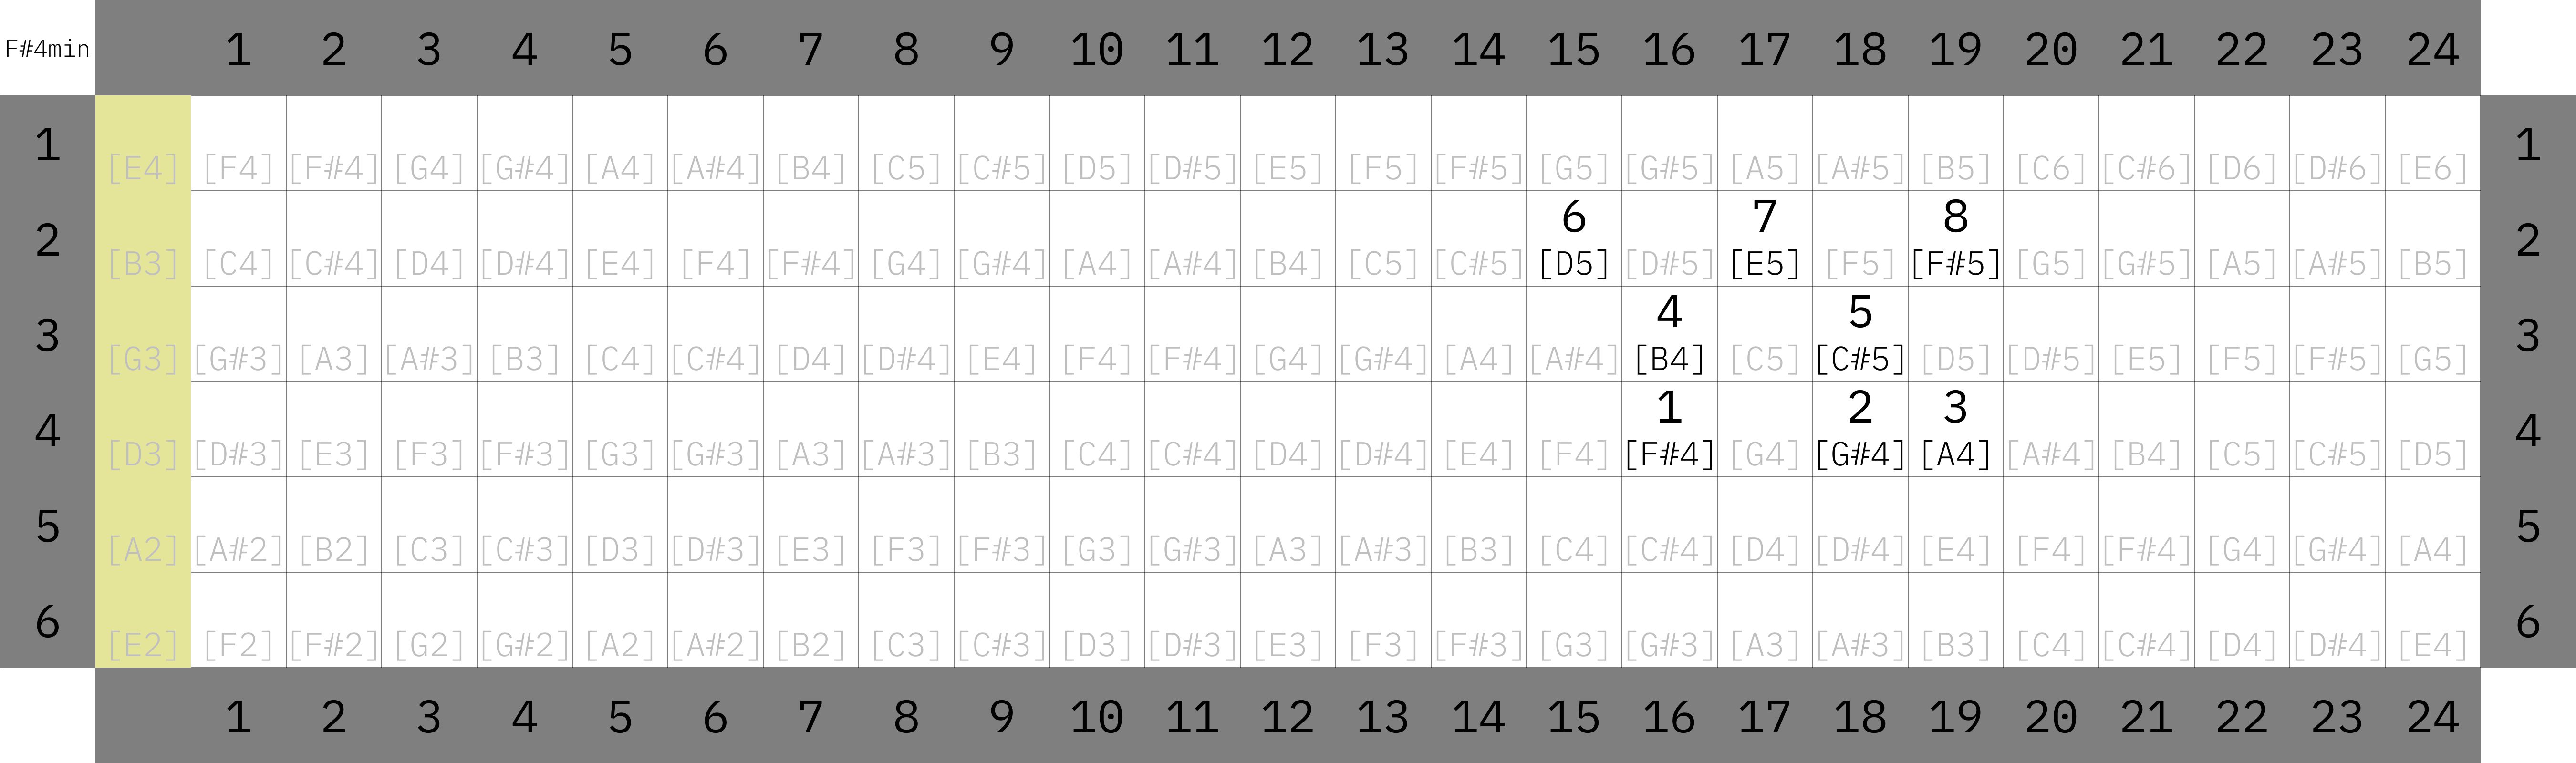 F#4min 1 2 3 4 5 6 7 8 9 10 11 12 13 14 15 16 17 18 19 20 21 22 23 24
1 [E4] [F4] [F#4] [G4] [G#4] [A4] [A#4] [B4] [C5] [C#5] [D5] [D#5] [E5] [F5] [F#5] [G5] [G#5] [A5] [A#5] [B5] [C6] [C#6] [D6] [D#6] [E6] 1
6 7 8
2 [B3] [C4] [C#4] [D4] [D#4] [E4] [F4] [F#4] [G4] [G#4] [A4] [A#4] [B4] [C5] [C#5] [D5] [D#5] [E5] [F5] [F#5] [G5] [G#5] [A5] [A#5] [B5] 2
4 5
3 [G3] [G#3] [A3] [A#3] [B3] [C4] [C#4] [D4] [D#4] [E4] [F4] [F#4] [G4] [G#4] [A4] [A#4] [B4] [C5] [C#5] [D5] [D#5] [E5] [F5] [F#5] [G5] 3
1 2 3
4 [D3] [D#3] [E3] [F3] [F#3] [G3] [G#3] [A3] [A#3] [B3] [C4] [C#4] [D4] [D#4] [E4] [F4] [F#4] [G4] [G#4] [A4] [A#4] [B4] [C5] [C#5] [D5] 4
5 [A2] [A#2] [B2] [C3] [C#3] [D3] [D#3] [E3] [F3] [F#3] [G3] [G#3] [A3] [A#3] [B3] [C4] [C#4] [D4] [D#4] [E4] [F4] [F#4] [G4] [G#4] [A4] 5
6 [E2] [F2] [F#2] [G2] [G#2] [A2] [A#2] [B2] [C3] [C#3] [D3] [D#3] [E3] [F3] [F#3] [G3] [G#3] [A3] [A#3] [B3] [C4] [C#4] [D4] [D#4] [E4] 6
1 2 3 4 5 6 7 8 9 10 11 12 13 14 15 16 17 18 19 20 21 22 23 24